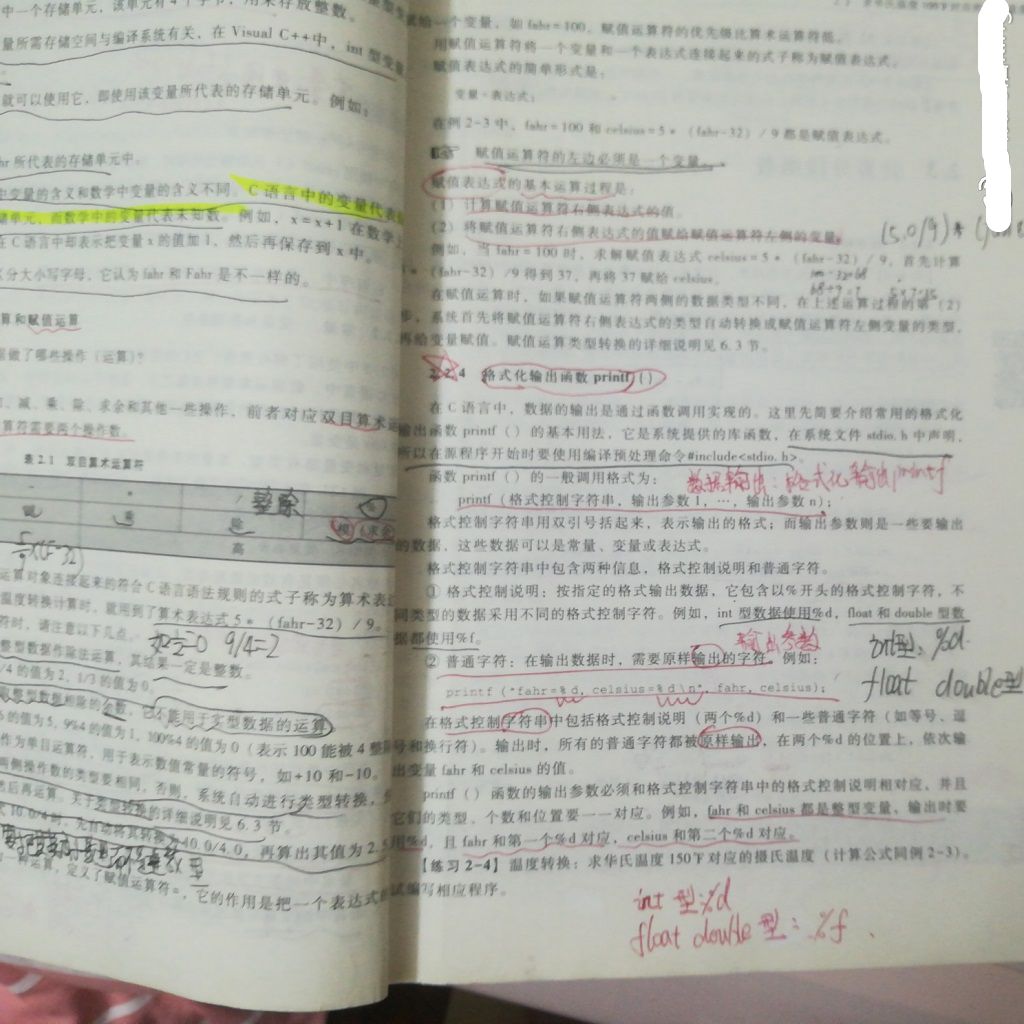 中一个存储单元，该单元有4个字节，用来存放整数。
量所需存储空间与编译系统有关，在 Visual C++中，int 型变量
就可以使用它，即使用该变量所代表的存储单元。例如：
hr 所代表的存储单元中。
中变量的含义和数学中变量的含义不同。C 语言中的变量代表
储单元，而数学中的变量代表未知数。例如，x=x+1 在数学
在 C 语言中却表示把变量 x 的值加 1，然后再保存到 x 中。
区分大小写字母，它认为 fahr 和 Fahr 是不一样的。
算和赋值运算
据做了哪些操作（运算）？
减、乘、除、求余和其他一些操作，前者对应双目算术运
算符需要两个操作数。
表 2.1 双目算术运算符
整除
除
高
运算对象连接起来的符合 C 语言语法规则的式子称为算术表达
温度转换计算时，就用到了算术表达式 5*（fahr-32）/9。
符时，请注意以下几点。
9/4=2
整型数据作除法运算，其结果一定是整数。
/4 的值为 2，1/3 的值为 0。
整型数据相除的余数，它不能用于实型数据的运算
的值为 5，9%4 的值为 1，100%4 的值为 0（表示 100 能被 4 整
作为单目运算符，用于表示数值常量的符号，如+10 和-10。
两侧操作数的类型要相同，否则，系统自动进行类型转换，
然后再运算。关于类型转换的详细说明见 6.3 节。
10.0/4 时，先自动将其转换为 10.0/4.0，再算出其值为 2.5
一种运算，定义了赋值运算符=，它的作用是把一个表达式的
给一个变量，如 fahr=100。赋值运算符的优先级比算术运算符低。
用赋值运算符将一个变量和一个表达式连接起来的式子称为赋值表达式。
赋值表达式的简单形式是：
变量=表达式；
在例 2-3 中，fahr=100 和 celsius=5*（fahr-32）/9 都是赋值表达式。
赋值运算符的左边必须是一个变量。
赋值表达式的基本运算过程是：
（1）计算赋值运算符右侧表达式的值。
（2）将赋值运算符右侧表达式的值赋给赋值运算符左侧的变量。
(5.0/9)*
例如，当 fahr=100 时，求解赋值表达式 celsius=5*（fahr-32）/9，首先计算
（fahr-32）/9 得到 37，再将 37 赋给 celsius。
在赋值运算时，如果赋值运算符两侧的数据类型不同，在上述运算过程的第（2）
步，系统首先将赋值运算符右侧表达式的类型自动转换成赋值运算符左侧变量的类型，
再给变量赋值。赋值运算类型转换的详细说明见 6.3 节。
2.2.4 格式化输出函数 printf（）
在 C 语言中，数据的输出是通过函数调用实现的。这里先简要介绍常用的格式化
输出函数 printf（）的基本用法，它是系统提供的库函数，在系统文件 stdio.h 中声明，
所以在源程序开始时要使用编译预处理命令#include<stdio.h>。
函数 printf（）的一般调用格式为：
数据输出：格式化输出printf
printf（格式控制字符串，输出参数 1，…，输出参数 n）；
格式控制字符串用双引号括起来，表示输出的格式；而输出参数则是一些要输出
的数据，这些数据可以是常量、变量或表达式。
格式控制字符串中包含两种信息，格式控制说明和普通字符。
① 格式控制说明：按指定的格式输出数据，它包含以%开头的格式控制字符，不
同类型的数据采用不同的格式控制字符。例如，int 型数据使用%d，float 和 double 型数
据都使用%f。
输出参数
int型：%d
② 普通字符：在输出数据时，需要原样输出的字符。例如：
float double型
printf（"fahr=%d, celsius=%d\n", fahr, celsius）；
在格式控制字符串中包括格式控制说明（两个%d）和一些普通字符（如等号、逗
号和换行符）。输出时，所有的普通字符都被原样输出，在两个%d 的位置上，依次输
出变量 fahr 和 celsius 的值。
printf（）函数的输出参数必须和格式控制字符串中的格式控制说明相对应，并且
它们的类型、个数和位置要一一对应。例如，fahr 和 celsius 都是整型变量，输出时要
用%d，且 fahr 和第一个%d 对应，celsius 和第二个%d 对应。
【练习 2-4】温度转换：求华氏温度 150℉对应的摄氏温度（计算公式同例 2-3）。
试编写相应程序。
int 型：%d
float double型：%f.